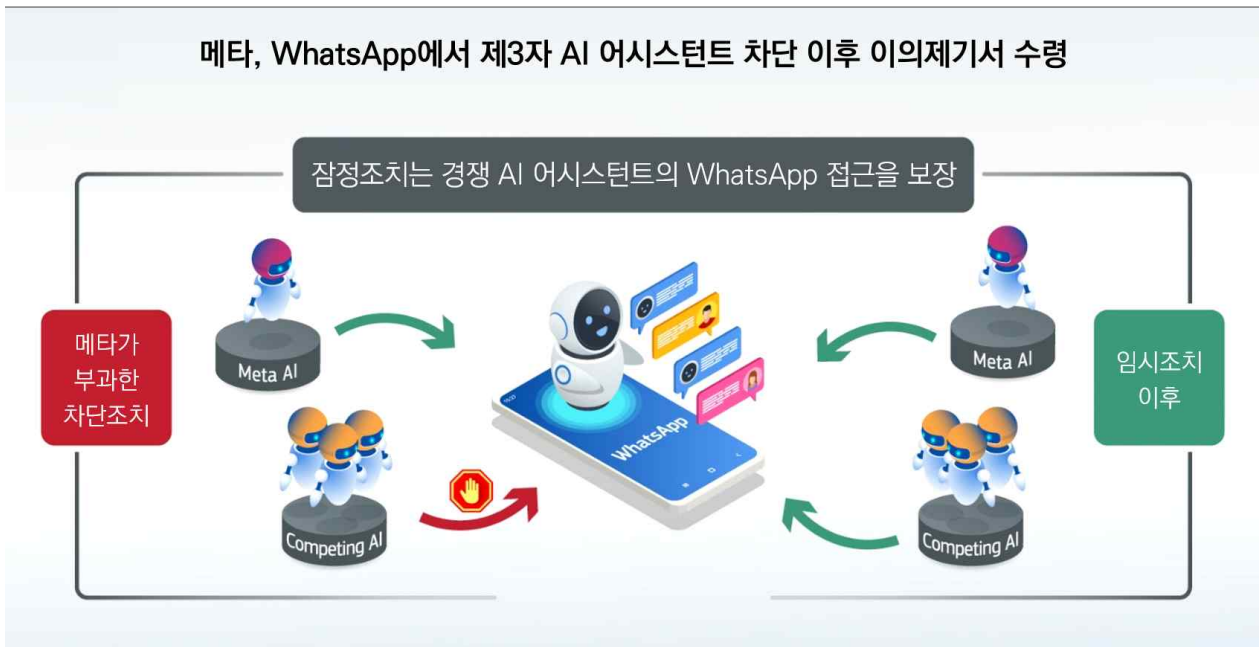 메타, WhatsApp에서 제3자 AI 어시스턴트 차단 이후 이의제기서 수령
잠정조치는 경쟁 AI 어시스턴트의 WhatsApp 접근을 보장
메타가
부과한
차단조치
Meta AI
Competing AI
WhatsApp
Meta AI
Competing AI
임시조치
이후